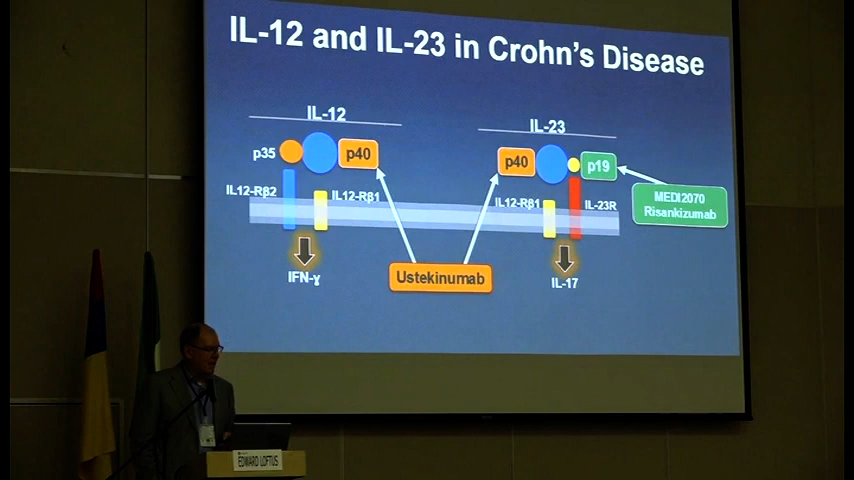 IL-12 and IL-23 in Crohn's Disease
IL-12
IL-23
p35
p40
p40
p19
MEDI2070
Risankizumab
IL12-Rβ2
IL12-Rβ1
IL12-Rβ1
IL-23R
IFN-γ
Ustekinumab
IL-17
EDWARD LOFTUS